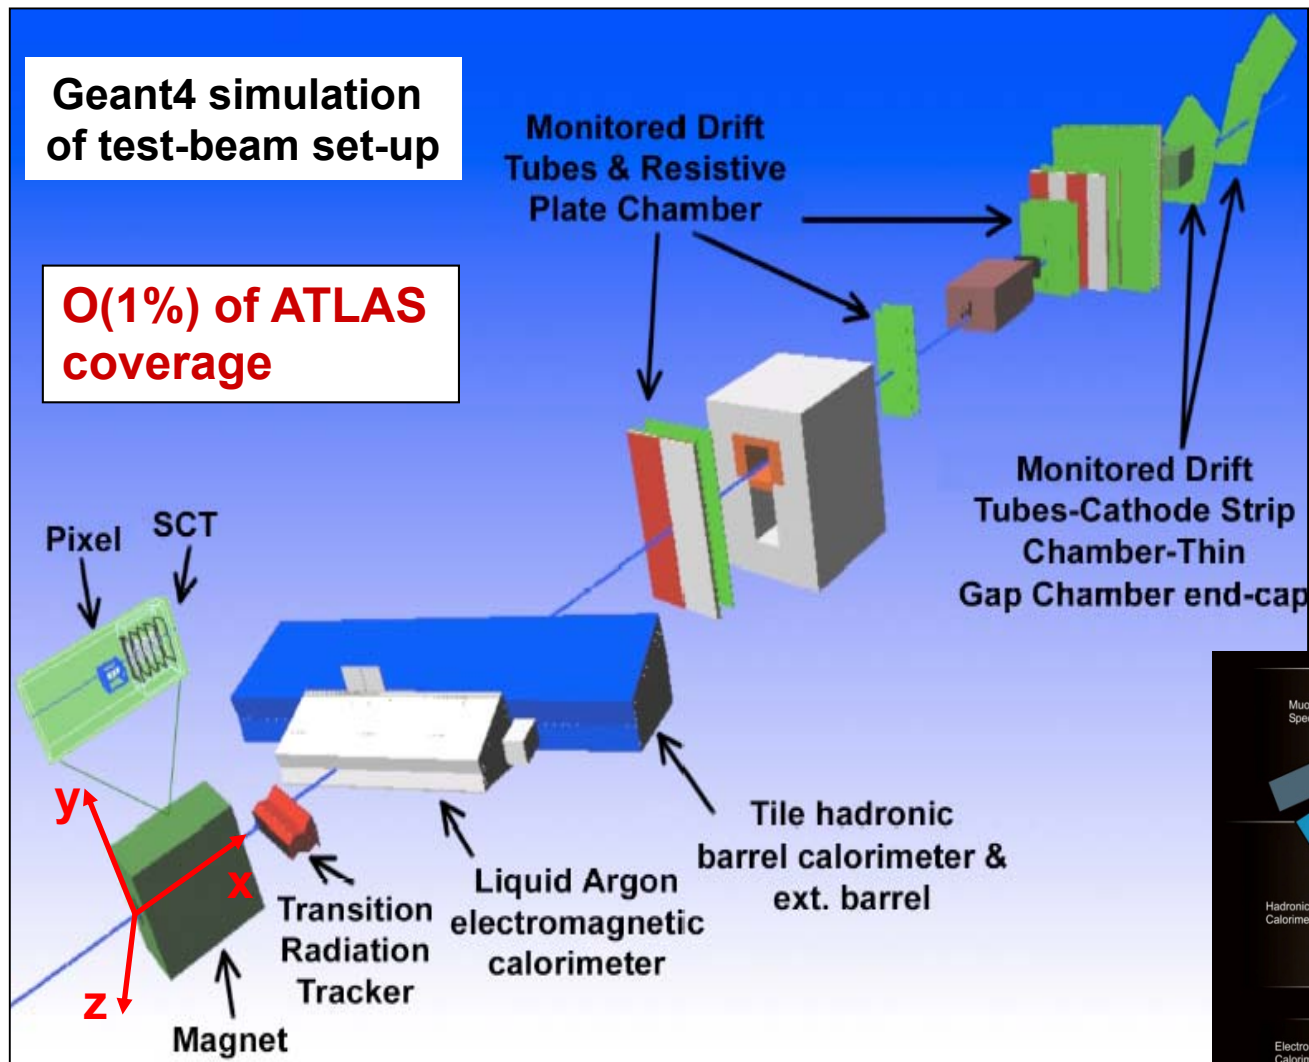 Geant4 simulation
of test-beam set-up
O(1%) of ATLAS
coverage
Monitored Drift
Tubes & Resistive
Plate Chamber
Monitored Drift
Tubes-Cathode Strip
Chamber-Thin
Gap Chamber end-cap
Pixel
SCT
y
x
z
Magnet
Transition
Radiation
Tracker
Liquid Argon
electromagnetic
calorimeter
Tile hadronic
barrel calorimeter &
ext. barrel